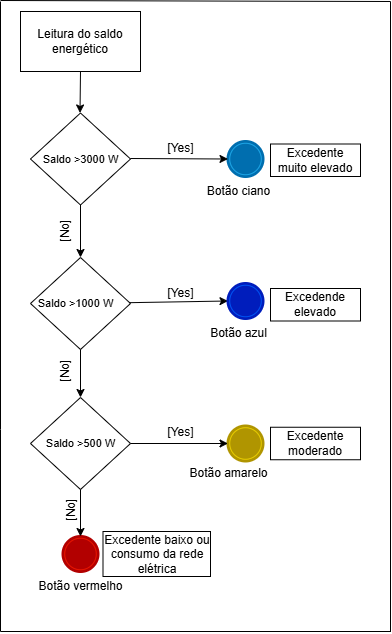 Leitura do saldo
energético
Saldo >3000 W
[Yes]
Botão ciano
Excedente
muito elevado
[No]
Saldo >1000 W
[Yes]
Botão azul
Excedende
elevado
[No]
Saldo >500 W
[Yes]
Botão amarelo
Excedente
moderado
[No]
Botão vermelho
Excedente baixo ou
consumo da rede
elétrica